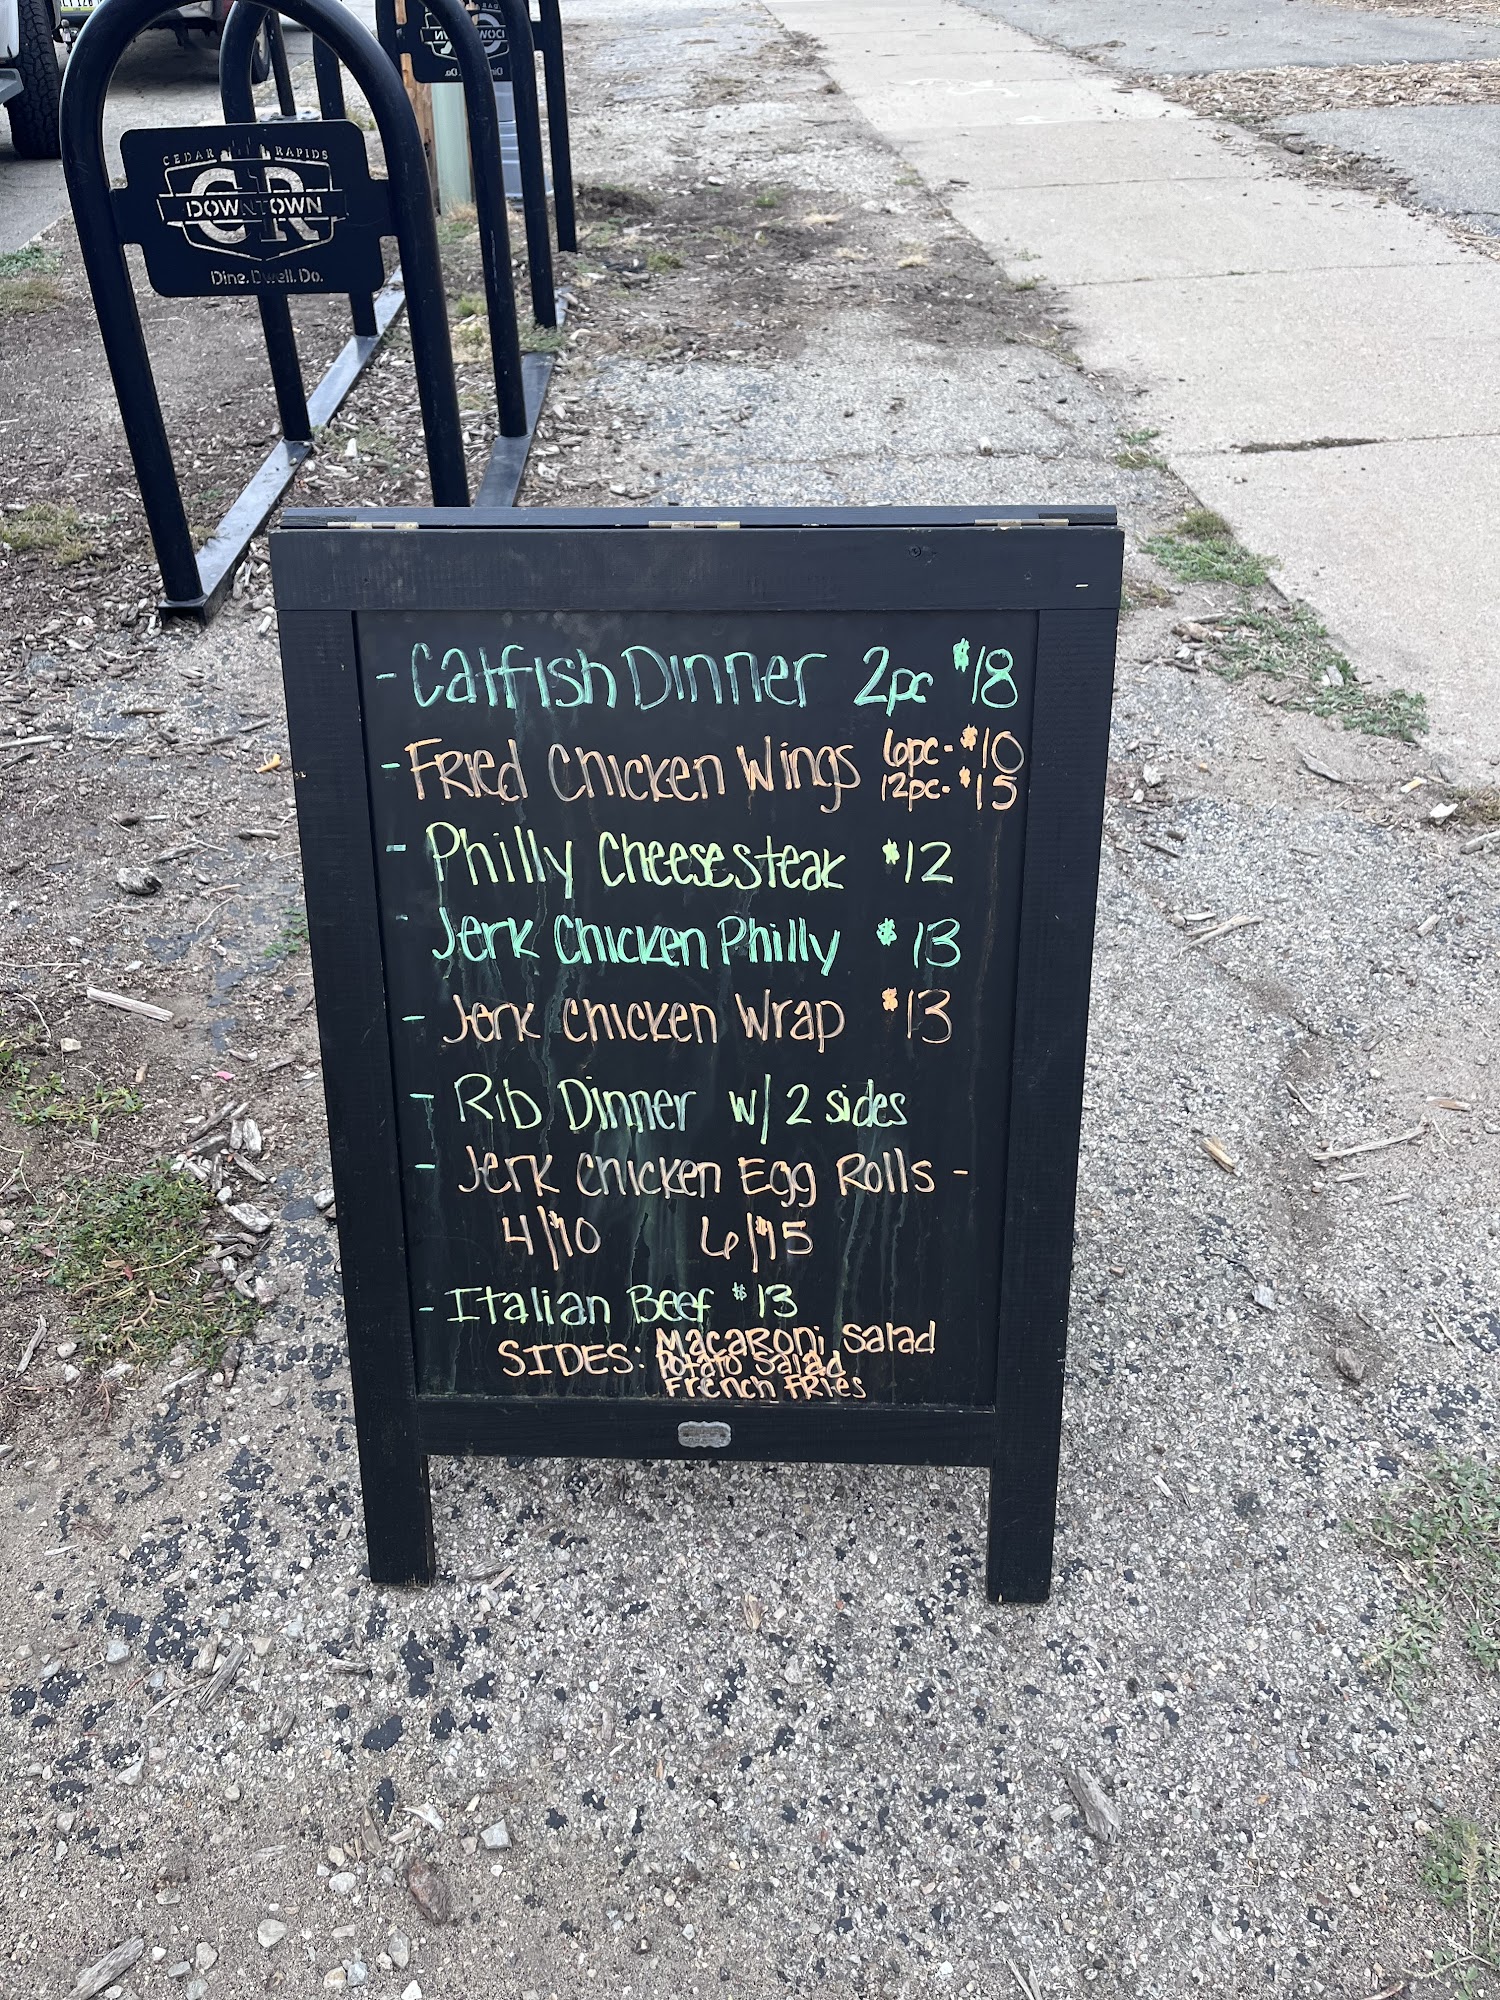 CEDAR RAPIDS
CR
DOWNTOWN
Dine. Dwell. Do.
- Catfish Dinner 2pc $18
- Fried Chicken Wings 6pc - $10
12pc - $15
- Philly Cheesesteak $12
- Jerk Chicken Philly $13
- Jerk Chicken Wrap $13
- Rib Dinner w/ 2 sides
- Jerk Chicken Egg Rolls -
4/$10 6/$15
- Italian Beef $13
SIDES: Macaroni Salad
Potato Salad
French Fries